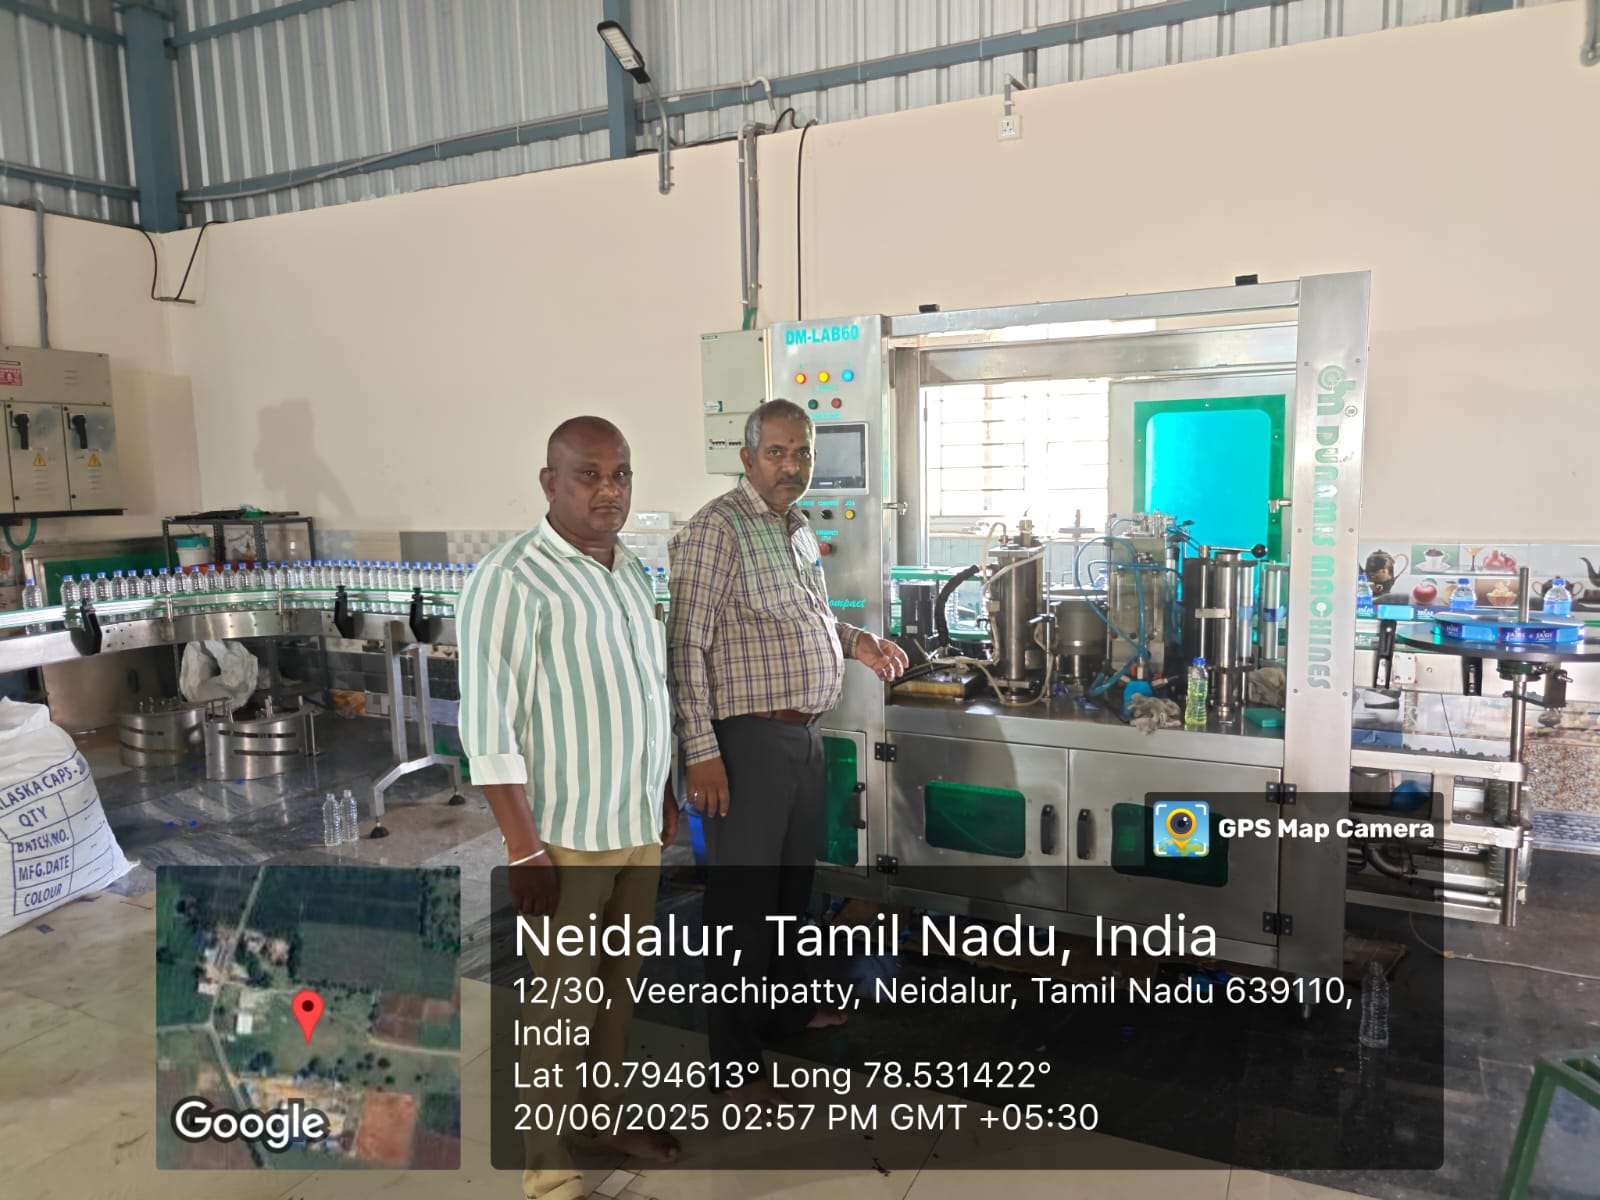 DM-LAB60
DYNAMIS MACHINES
LASKA CAPS
QTY
BATCH.NO.
MFG.DATE
COLOUR
GPS Map Camera
Google
Neidalur, Tamil Nadu, India
12/30, Veerachipatty, Neidalur, Tamil Nadu 639110,
India
Lat 10.794613° Long 78.531422°
20/06/2025 02:57 PM GMT +05:30